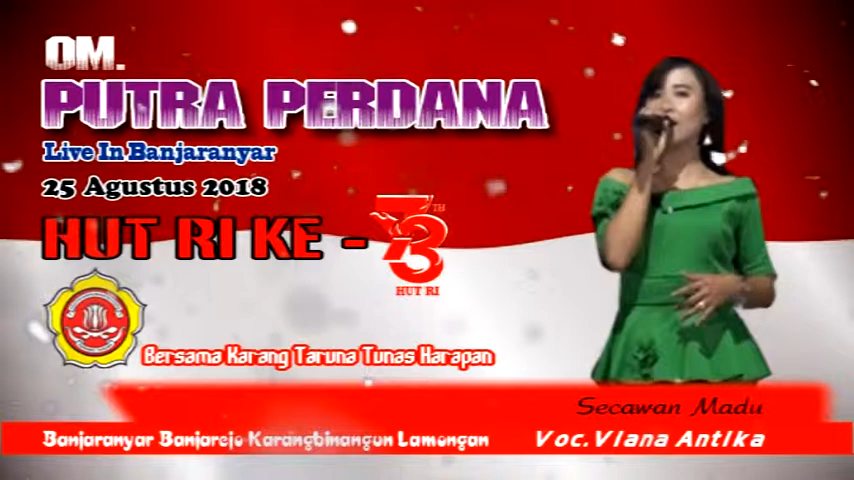 OM.
PUTRA PERDANA
Live In Banjaranyar
25 Agustus 2018
HUT RI KE - 73 TH
HUT RI
Bersama Karang Taruna Tunas Harapan
Secawan Madu
Banjaranyar Banjarejo Karangbinangun Lamongan
Voc.Viana Antika